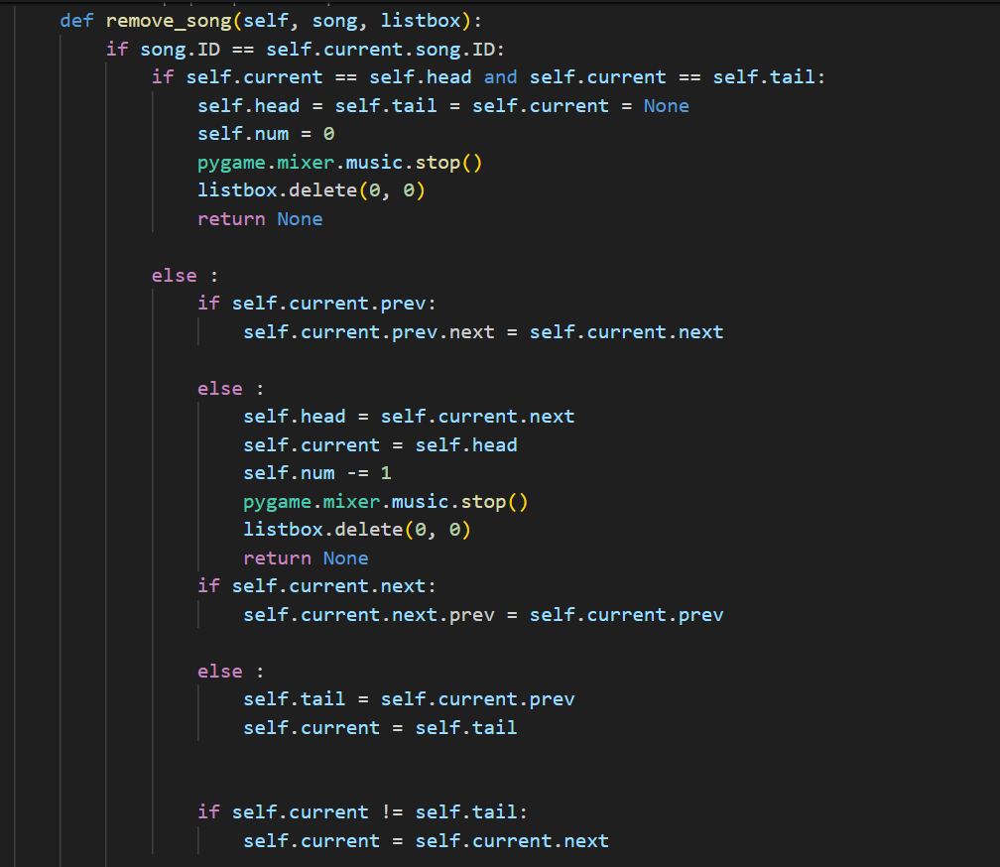 def remove_song(self, song, listbox):
    if song.ID == self.current.song.ID:
        if self.current == self.head and self.current == self.tail:
            self.head = self.tail = self.current = None
            self.num = 0
            pygame.mixer.music.stop()
            listbox.delete(0, 0)
            return None

        else :
            if self.current.prev:
                self.current.prev.next = self.current.next

            else :
                self.head = self.current.next
                self.current = self.head
                self.num -= 1
                pygame.mixer.music.stop()
                listbox.delete(0, 0)
                return None
            if self.current.next:
                self.current.next.prev = self.current.prev

            else :
                self.tail = self.current.prev
                self.current = self.tail


            if self.current != self.tail:
                self.current = self.current.next